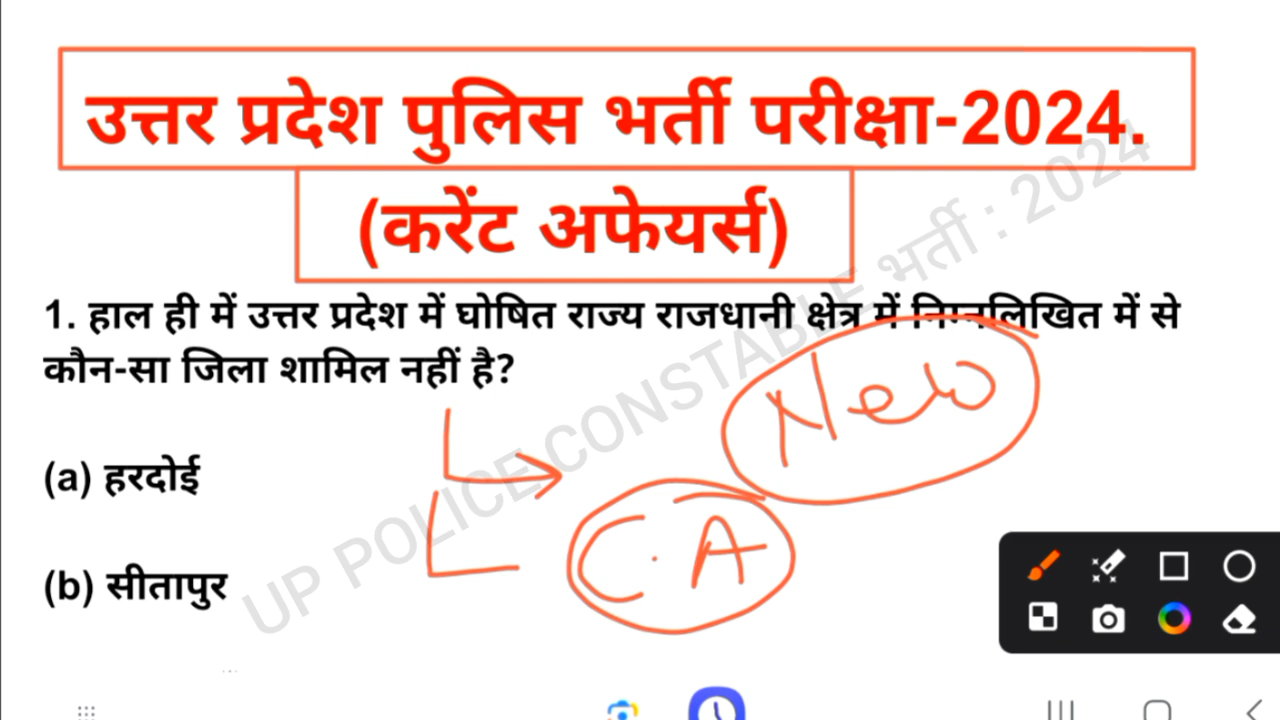 उत्तर प्रदेश पुलिस भर्ती परीक्षा-2024.
(करेंट अफेयर्स)
1. हाल ही में उत्तर प्रदेश में घोषित राज्य राजधानी क्षेत्र में निम्नलिखित में से
कौन-सा जिला शामिल नहीं है?
New
(a) हरदोई
C.A
(b) सीतापुर
UP POLICE CONSTABLE भर्ती : 2024